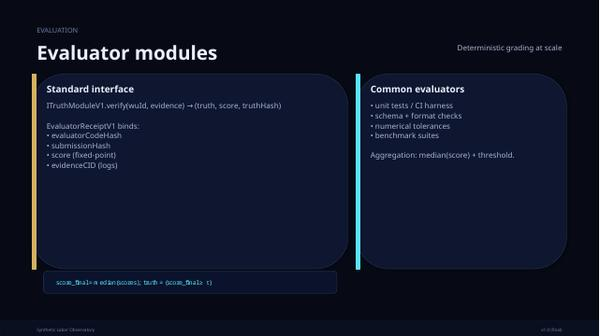 EVALUATION
Evaluator modules
Deterministic grading at scale
Standard interface
ITruthModuleV1.verify(wuId, evidence) → (truth, score, truthHash)
EvaluatorReceiptV1 binds:
• evaluatorCodeHash
• submissionHash
• score (fixed-point)
• evidenceCID (logs)
Common evaluators
• unit tests / CI harness
• schema + format checks
• numerical tolerances
• benchmark suites
Aggregation: median(score) + threshold.
score_final = median(scores); truth = (score_final ≥ τ)
Synthetic Labor Observatory